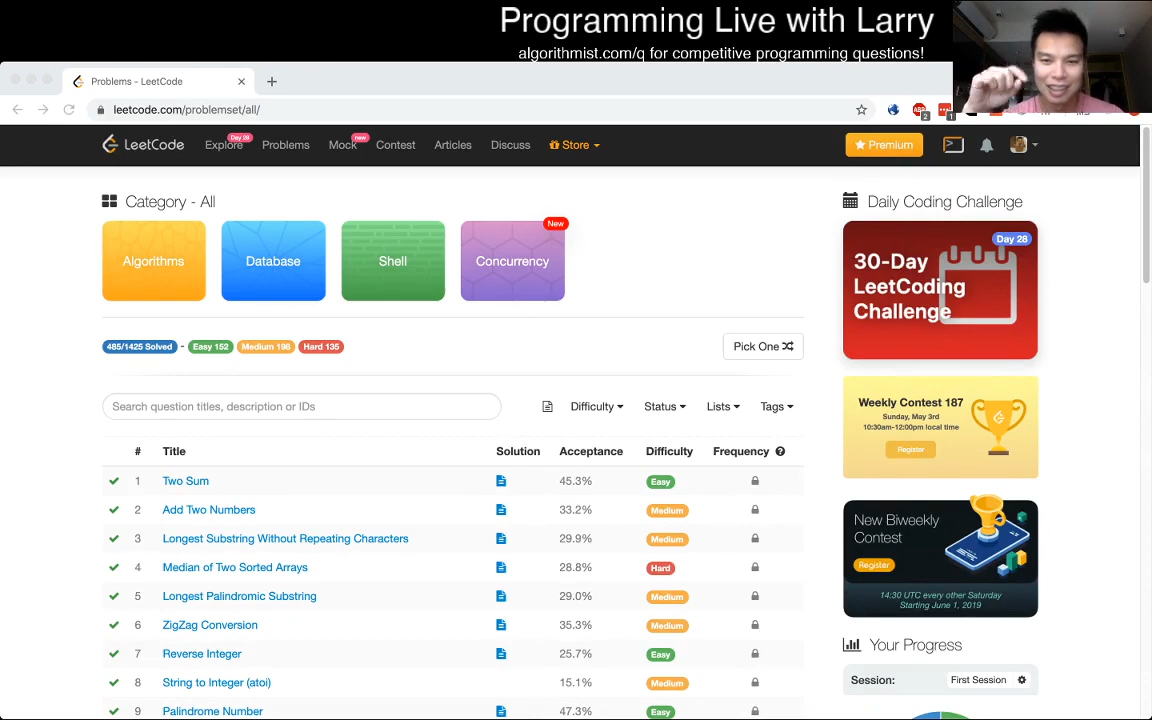 Programming Live with Larry
algorithmist.com/q for competitive programming questions!
Problems - LeetCode
leetcode.com/problemset/all/
2
1
LeetCode
Explore
Day 28
Problems
Mock
new
Contest
Articles
Discuss
Store
Premium
Category - All
Algorithms
Database
Shell
Concurrency
New
Daily Coding Challenge
Day 28
30-Day
LeetCoding
Challenge
485/1425 Solved - Easy 152 Medium 198 Hard 135
Pick One
Search question titles, description or IDs
Difficulty
Status
Lists
Tags
Weekly Contest 187
Sunday, May 3rd
10:30am-12:00pm local time
Register
# Title Solution Acceptance Difficulty Frequency
1 Two Sum 45.3% Easy
2 Add Two Numbers 33.2% Medium
3 Longest Substring Without Repeating Characters 29.9% Medium
4 Median of Two Sorted Arrays 28.8% Hard
5 Longest Palindromic Substring 29.0% Medium
6 ZigZag Conversion 35.3% Medium
7 Reverse Integer 25.7% Easy
8 String to Integer (atoi) 15.1% Medium
9 Palindrome Number 47.3% Easy
New Biweekly
Contest
Register
14:30 UTC every other Saturday
Starting June 1, 2019
Your Progress
Session: First Session